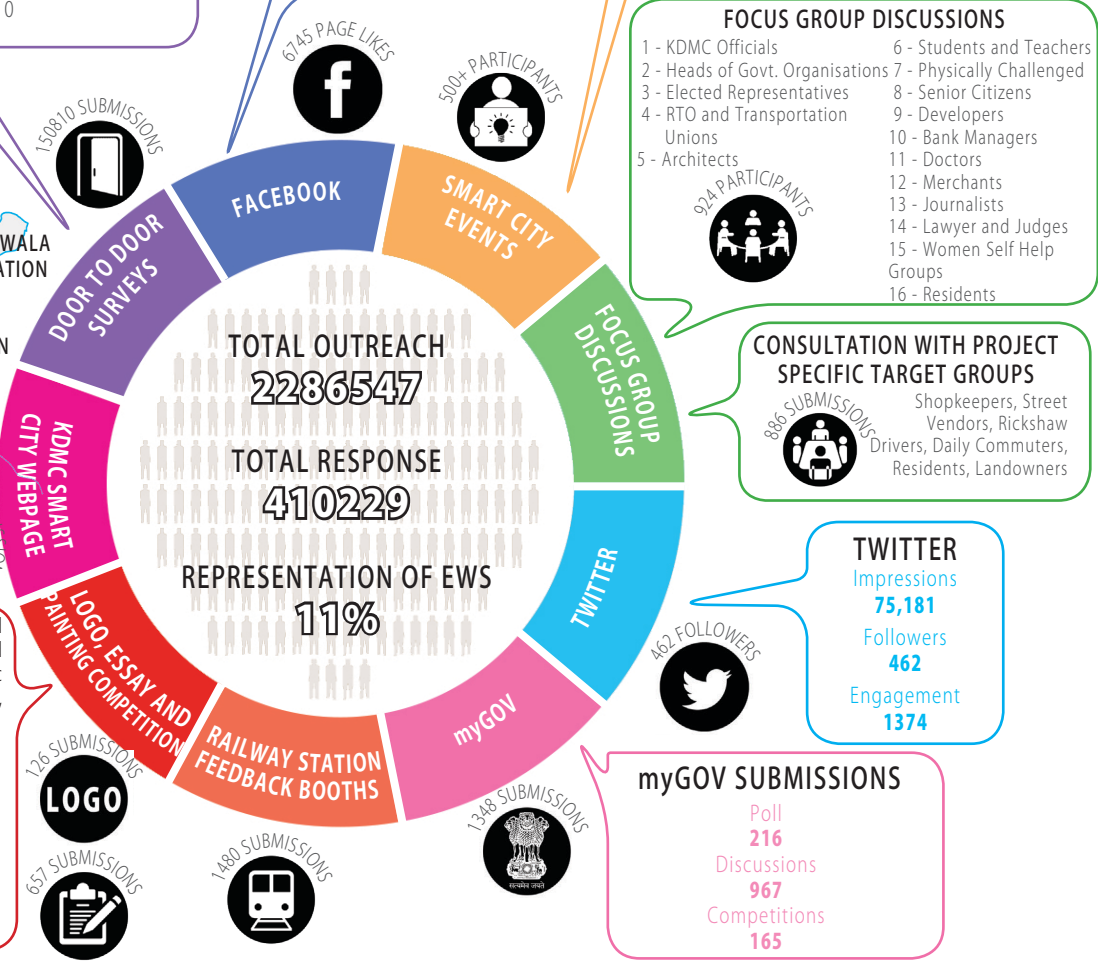 0
6745 PAGE LIKES
f
500+ PARTICIPANTS
150810 SUBMISSIONS
FOCUS GROUP DISCUSSIONS
1 - KDMC Officials
2 - Heads of Govt. Organisations
3 - Elected Representatives
4 - RTO and Transportation
Unions
5 - Architects
6 - Students and Teachers
7 - Physically Challenged
8 - Senior Citizens
9 - Developers
10 - Bank Managers
11 - Doctors
12 - Merchants
13 - Journalists
14 - Lawyer and Judges
15 - Women Self Help
Groups
16 - Residents
924 PARTICIPANTS
FACEBOOK
SMART CITY
EVENTS
FOCUS GROUP
DISCUSSIONS
TWITTER
myGOV
RAILWAY STATION
FEEDBACK BOOTHS
LOGO, ESSAY AND
PAINTING COMPETITION
KDMC SMART
CITY WEBPAGE
DOOR TO DOOR
SURVEYS
WALA
ATION
N
TOTAL OUTREACH
2286547
TOTAL RESPONSE
410229
REPRESENTATION OF EWS
11%
CONSULTATION WITH PROJECT
SPECIFIC TARGET GROUPS
886 SUBMISSIONS
Shopkeepers, Street
Vendors, Rickshaw
Drivers, Daily Commuters,
Residents, Landowners
TWITTER
Impressions
75,181
Followers
462
Engagement
1374
462 FOLLOWERS
myGOV SUBMISSIONS
Poll
216
Discussions
967
Competitions
165
1348 SUBMISSIONS
सत्यमेव जयते
1480 SUBMISSIONS
126 SUBMISSIONS
LOGO
657 SUBMISSIONS